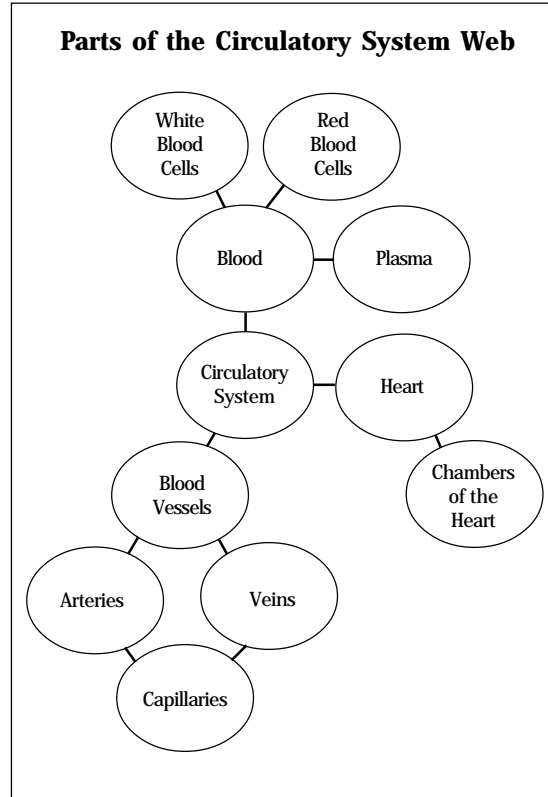 Parts of the Circulatory System Web
White
Blood
Cells
Red
Blood
Cells
Blood
Plasma
Circulatory
System
Heart
Chambers
of the
Heart
Blood
Vessels
Arteries
Veins
Capillaries